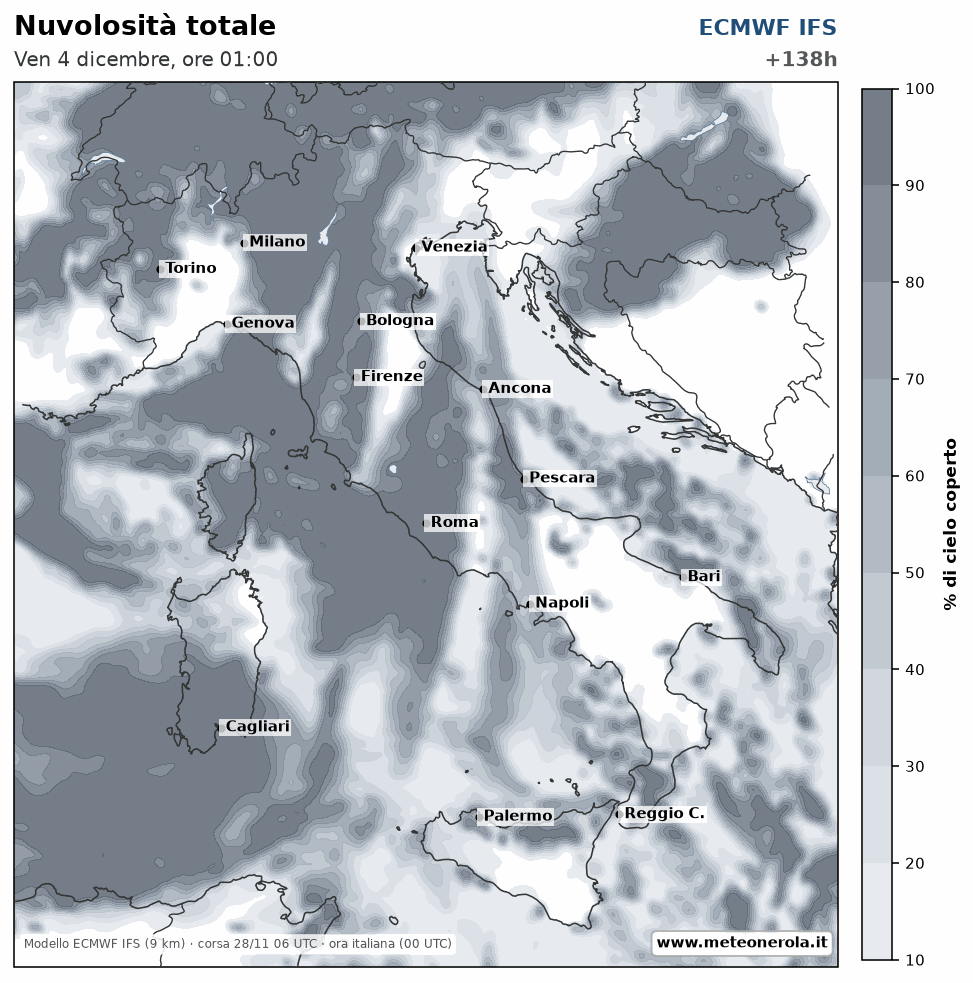 Nuvolosità totale
ECMWF IFS
Ven 4 dicembre, ore 01:00
+138h
Milano
Venezia
Torino
Genova
Bologna
Firenze
Ancona
Pescara
Roma
Bari
Napoli
Cagliari
Palermo
Reggio C.
Modello ECMWF IFS (9 km) · corsa 28/11 06 UTC · ora italiana (00 UTC)
www.meteonerola.it
100
90
80
70
60
50
40
30
20
10
% di cielo coperto